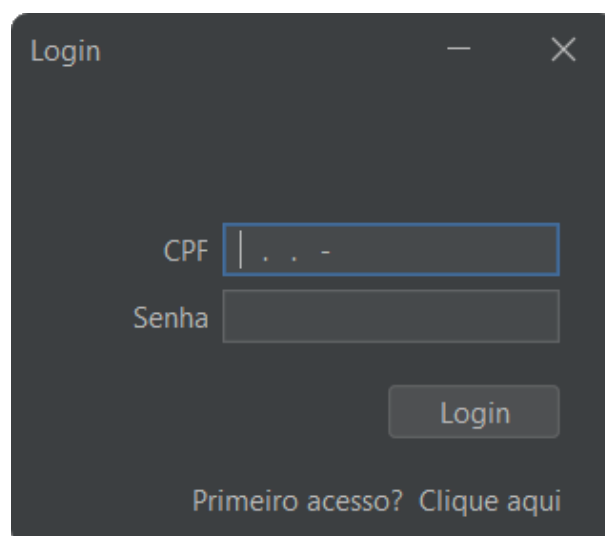 Login
CPF . . -
Senha
Login
Primeiro acesso? Clique aqui